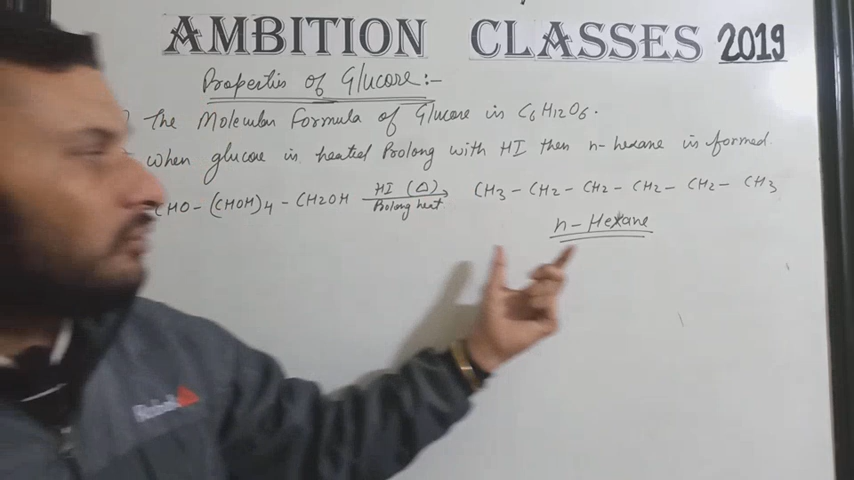 AMBITION CLASSES 2019
Properties of Glucose:-
The Molecular Formula of Glucose is C6H12O6.
when glucose is heated Prolong with HI then n-hexane is formed.
CHO-(CHOH)4-CH2OH HI (Δ) Prolong heat CH3-CH2-CH2-CH2-CH2-CH3
n-Hexane